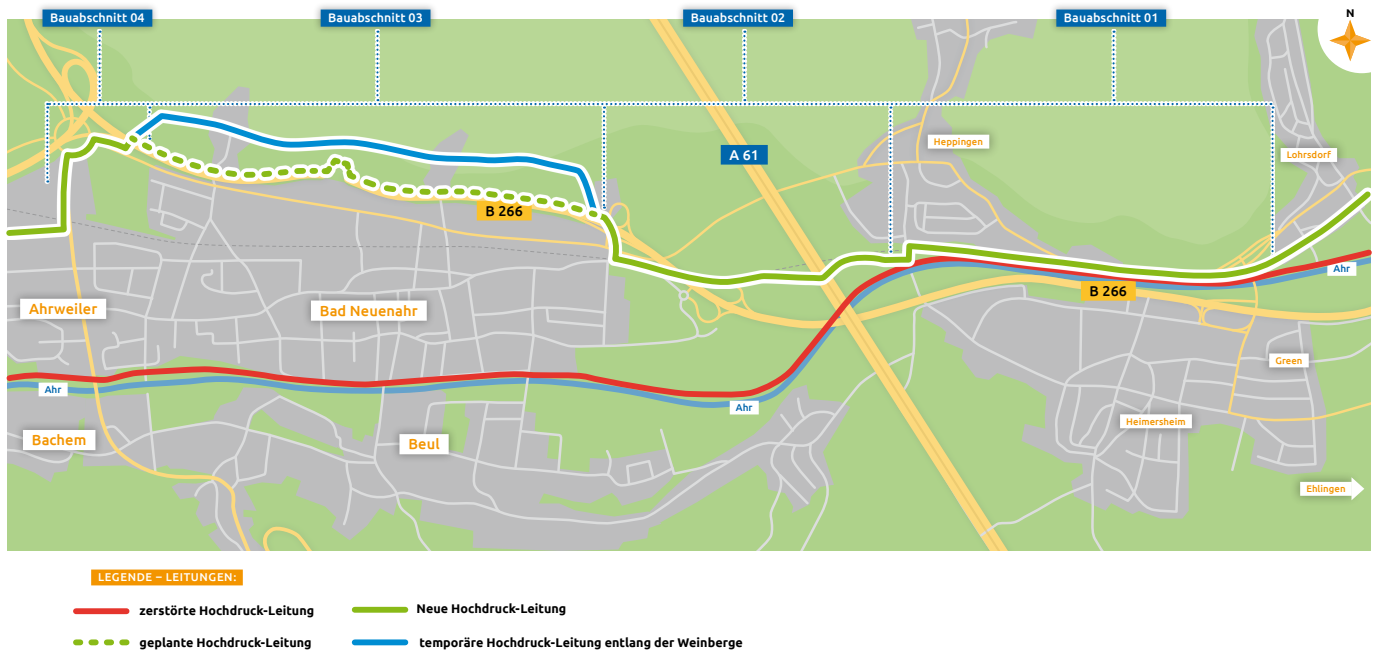 Bauabschnitt 04
Bauabschnitt 03
Bauabschnitt 02
Bauabschnitt 01
N
Heppingen
A 61
Lohrsdorf
B 266
Ahr
B 266
Ahrweiler
Bad Neuenahr
Green
Ahr
Ahr
Heimersheim
Bachem
Beul
Ehlingen
LEGENDE – LEITUNGEN:
zerstörte Hochdruck-Leitung
Neue Hochdruck-Leitung
geplante Hochdruck-Leitung
temporäre Hochdruck-Leitung entlang der Weinberge